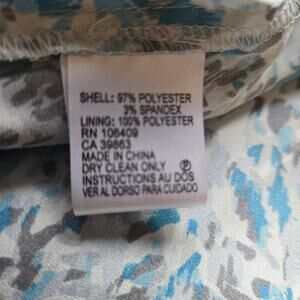 SHELL: 97% POLYESTER
3% SPANDEX
LINING: 100% POLYESTER
RN 106409
CA 39863
MADE IN CHINA
DRY CLEAN ONLY
INSTRUCTIONS AU DOS
VER AL DORSO PARA CUIDADO
P